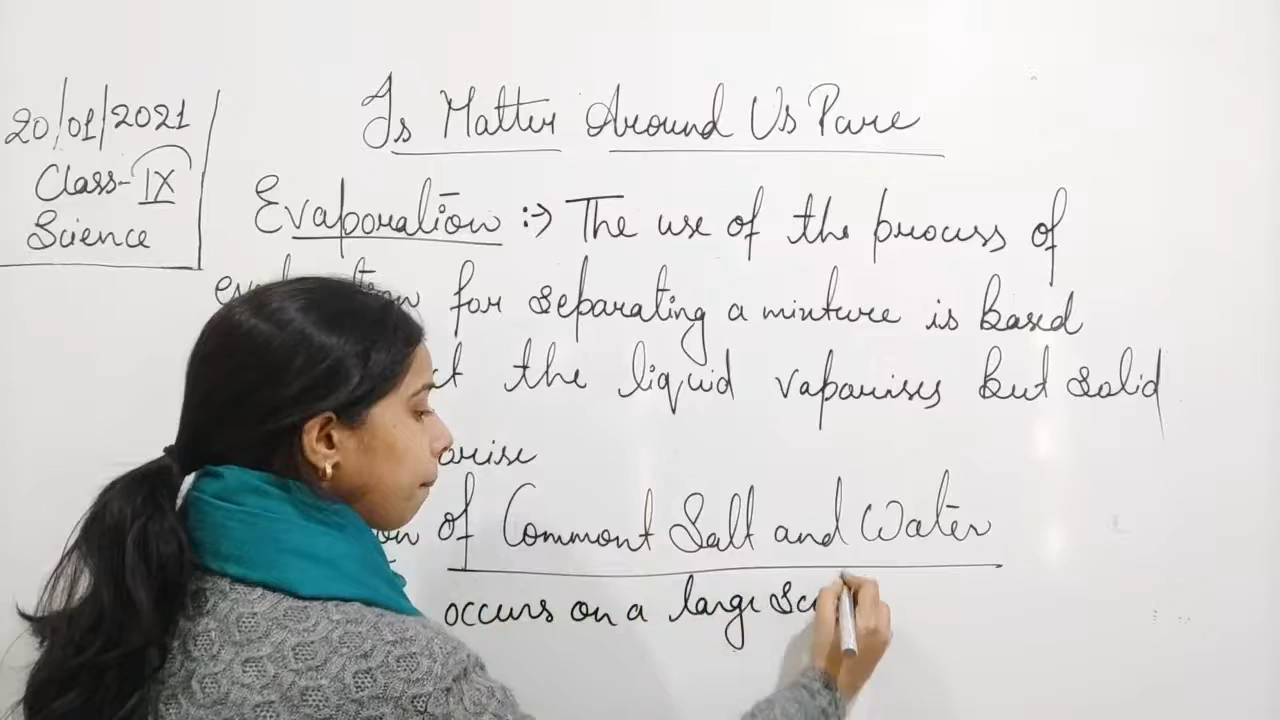 20/01/2021
Class-IX
Science
Is Matter Around Us Pure
Evaporation :-> The use of the process of
for separating a mixture is based
the liquid vaporises but solid
of Commont Salt and Water
occurs on a large